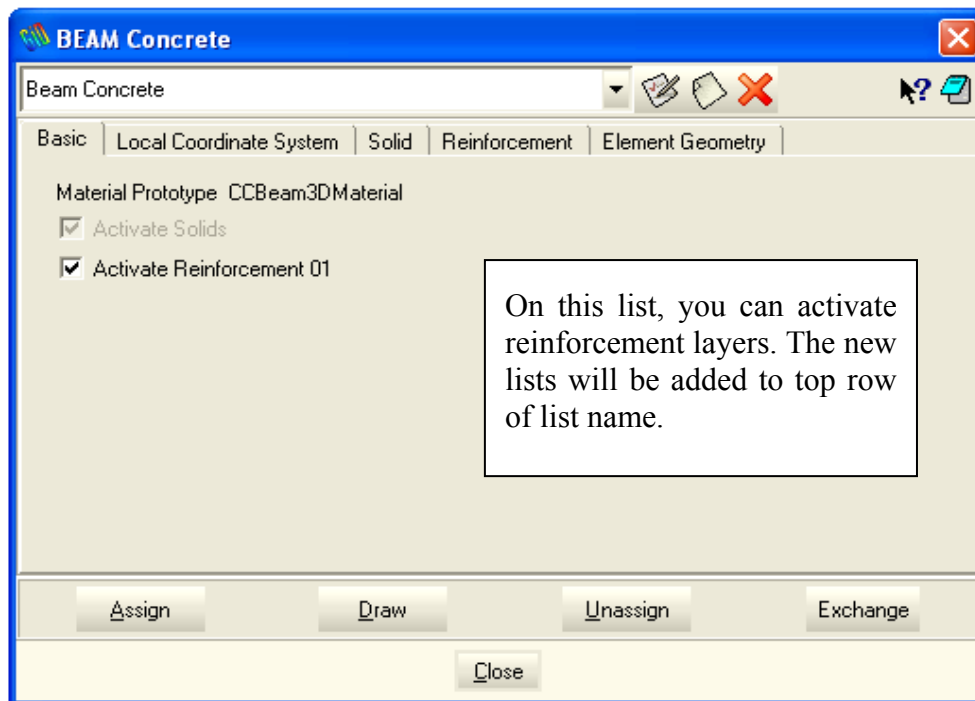 BEAM Concrete
Beam Concrete
Basic Local Coordinate System Solid Reinforcement Element Geometry
Material Prototype CCBeam3DMaterial
Activate Solids
Activate Reinforcement 01
On this list, you can activate
reinforcement layers. The new
lists will be added to top row
of list name.
Assign Draw Unassign Exchange
Close